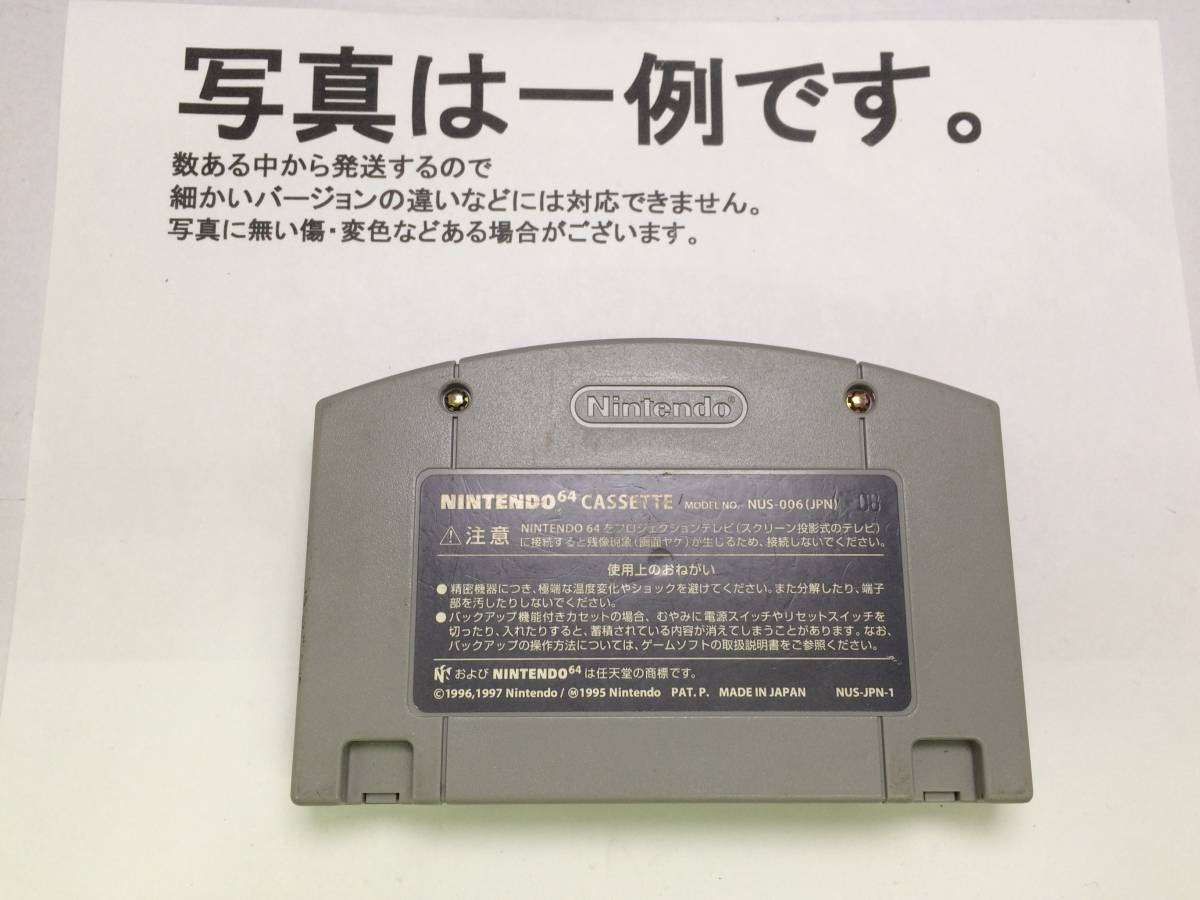 写真は一例です。
数ある中から発送するので
細かいバージョンの違いなどには対応できません。
写真に無い傷・変色などある場合がございます。
Nintendo®
NINTENDO64 CASSETTE / MODEL NO. NUS-006(JPN) 08
⚠注意 NINTENDO 64をプロジェクションテレビ(スクリーン投影式のテレビ)
に接続すると残像現象(画面ヤケ)が生じるため、接続しないでください。
使用上のおねがい
●精密機器につき、極端な温度変化やショックを避けてください。また分解したり、端子
部を汚したりしないでください。
●バックアップ機能付きカセットの場合、むやみに電源スイッチやリセットスイッチを
切ったり、入れたりすると、蓄積されている内容が消えてしまうことがあります。なお、
バックアップの操作方法については、ゲームソフトの取扱説明書をご参照ください。
および NINTENDO64 は任天堂の商標です。
©1996,1997 Nintendo / Ⓜ1995 Nintendo PAT. P. MADE IN JAPAN NUS-JPN-1